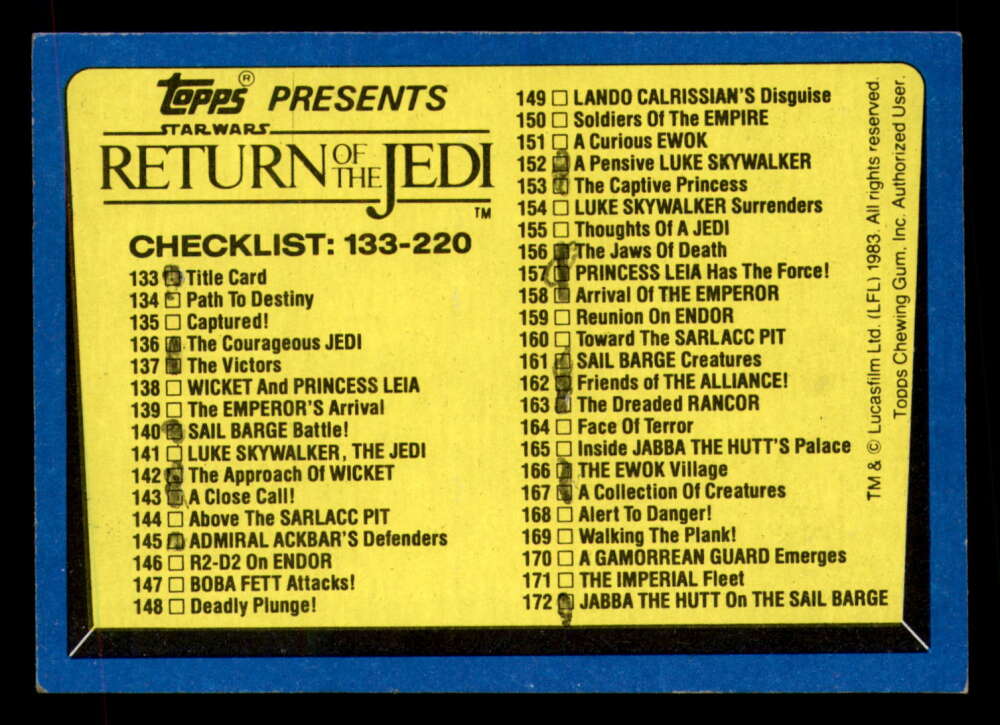 topps® PRESENTS
STAR WARS
RETURN OF THE JEDI™
CHECKLIST: 133-220
133 □ Title Card
134 □ Path To Destiny
135 □ Captured!
136 □ The Courageous JEDI
137 □ The Victors
138 □ WICKET And PRINCESS LEIA
139 □ The EMPEROR'S Arrival
140 □ SAIL BARGE Battle!
141 □ LUKE SKYWALKER, THE JEDI
142 □ The Approach Of WICKET
143 □ A Close Call!
144 □ Above The SARLACC PIT
145 □ ADMIRAL ACKBAR'S Defenders
146 □ R2-D2 On ENDOR
147 □ BOBA FETT Attacks!
148 □ Deadly Plunge!
149 □ LANDO CALRISSIAN'S Disguise
150 □ Soldiers Of The EMPIRE
151 □ A Curious EWOK
152 □ A Pensive LUKE SKYWALKER
153 □ The Captive Princess
154 □ LUKE SKYWALKER Surrenders
155 □ Thoughts Of A JEDI
156 □ The Jaws Of Death
157 □ PRINCESS LEIA Has The Force!
158 □ Arrival Of THE EMPEROR
159 □ Reunion On ENDOR
160 □ Toward The SARLACC PIT
161 □ SAIL BARGE Creatures
162 □ Friends of THE ALLIANCE!
163 □ The Dreaded RANCOR
164 □ Face Of Terror
165 □ Inside JABBA THE HUTT'S Palace
166 □ THE EWOK Village
167 □ A Collection Of Creatures
168 □ Alert To Danger!
169 □ Walking The Plank!
170 □ A GAMORREAN GUARD Emerges
171 □ THE IMPERIAL Fleet
172 □ JABBA THE HUTT On THE SAIL BARGE
TM & © Lucasfilm Ltd. (LFL) 1983. All rights reserved.
Topps Chewing Gum, Inc. Authorized User.